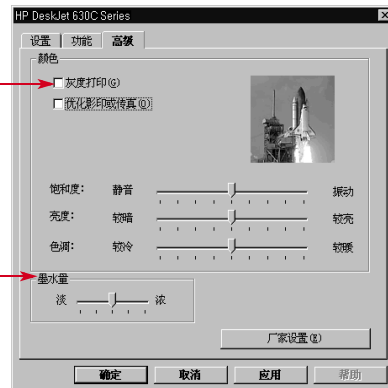 HP DeskJet 630C Series
设置 功能 高级
颜色
灰度打印(G)
优化影印或传真(O)
饱和度: 静音 振动
亮度: 较暗 较亮
色调: 较冷 较暖
墨水量
淡 浓
厂家设置(E)
确定 取消 应用 帮助